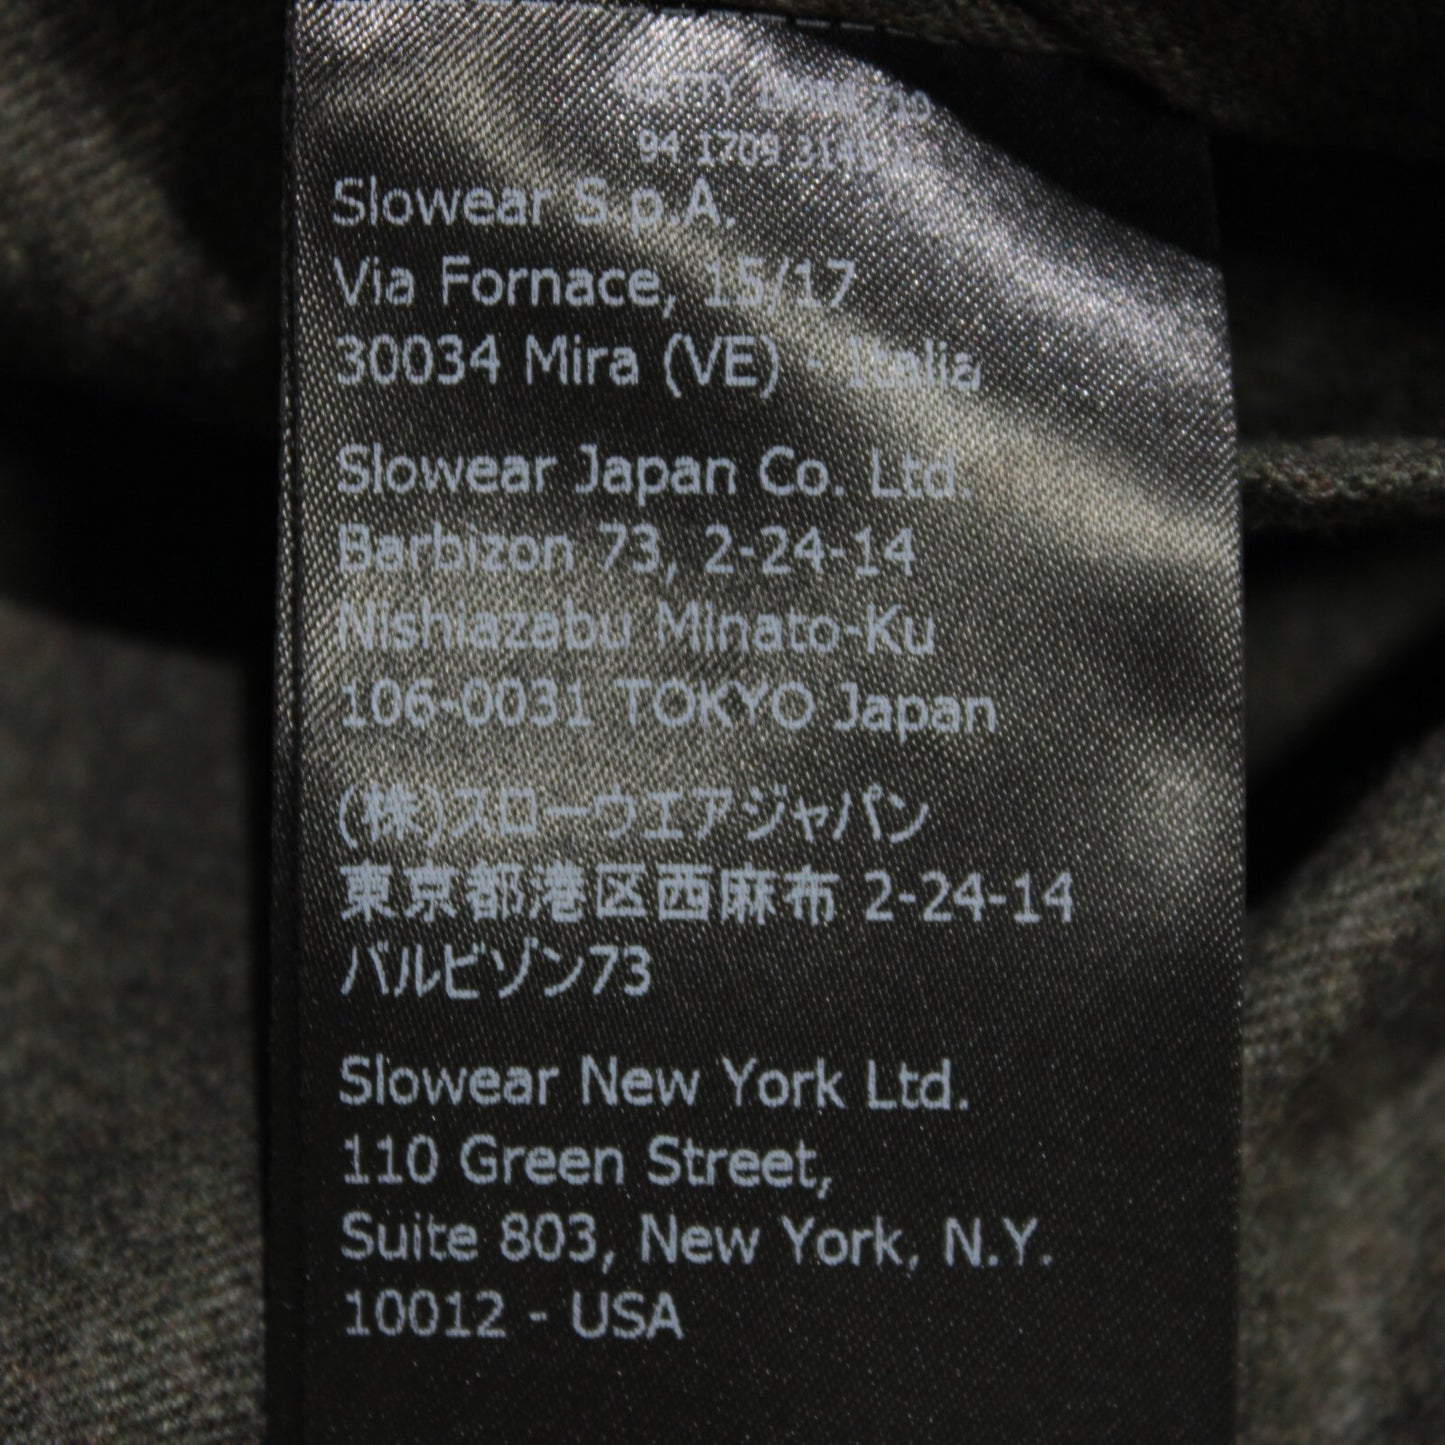 94 1709
Slowear S.p.A.
Via Fornace, 15/17
30034 Mira (VE) - Italia
Slowear Japan Co. Ltd.
Barbizon 73, 2-24-14
Nishiazabu Minato-Ku
106-0031 TOKYO Japan
(株)スローウエアジャパン
東京都港区西麻布 2-24-14
バルビゾン73
Slowear New York Ltd.
110 Green Street,
Suite 803, New York, N.Y.
10012 - USA